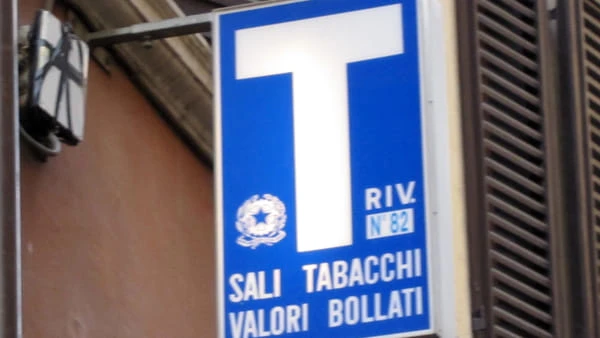 T
RIV.
N° 82
SALI TABACCHI
VALORI BOLLATI